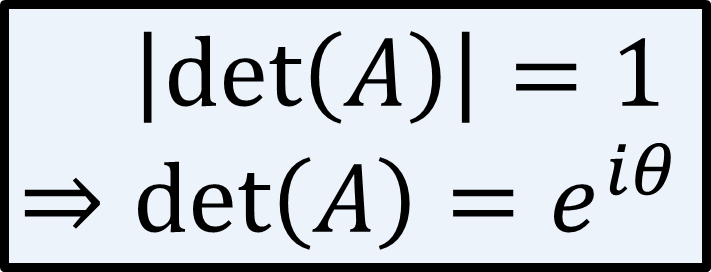 |det(𝐴)| = 1
⇒ det(𝐴) = 𝑒^{𝑖𝜃}